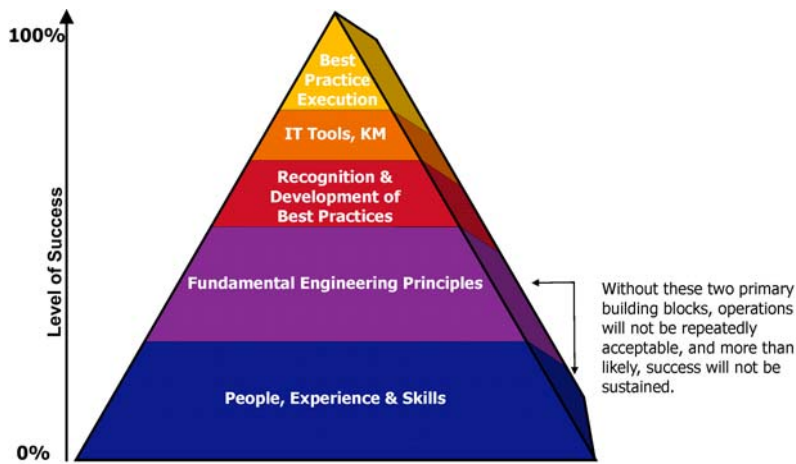 100%
Best
Practice
Execution
IT Tools, KM
Recognition &
Development of
Best Practices
Fundamental Engineering Principles
People, Experience & Skills
Level of Success
0%
Without these two primary
building blocks, operations
will not be repeatedly
acceptable, and more than
likely, success will not be
sustained.